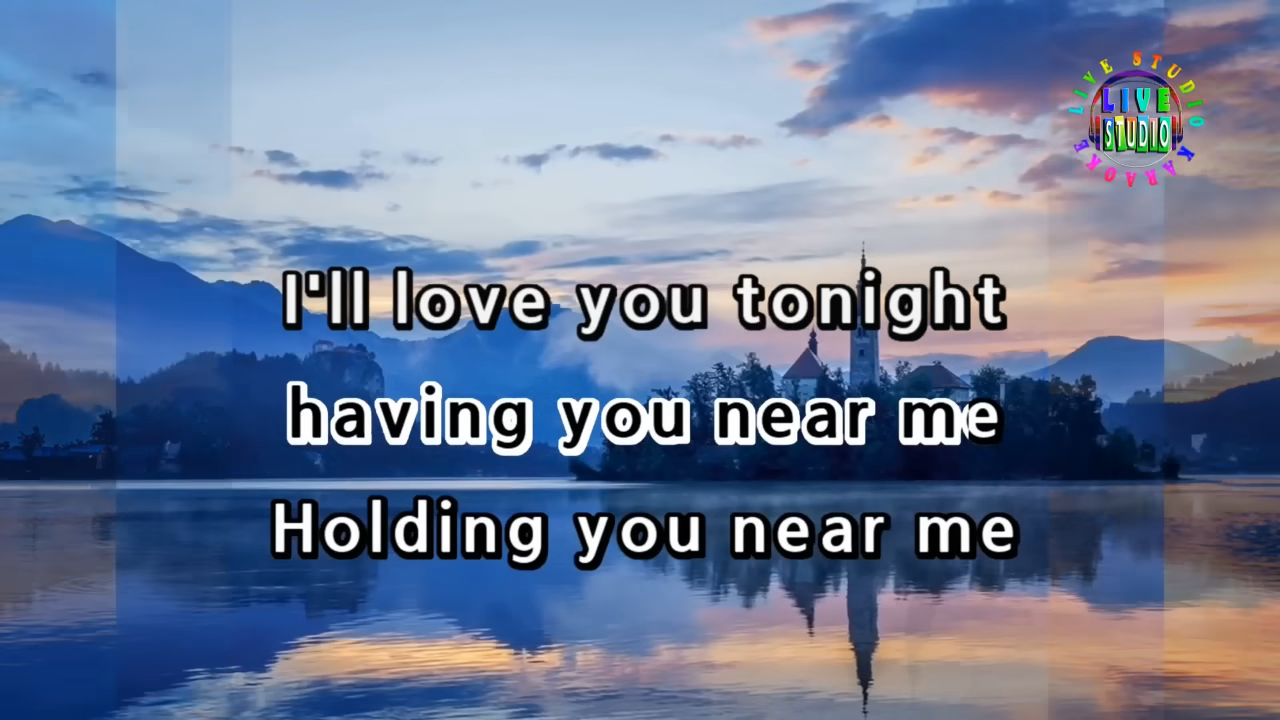 LIVE STUDIO KARAOKE
LIVE
STUDIO
I'll love you tonight
having you near me
Holding you near me